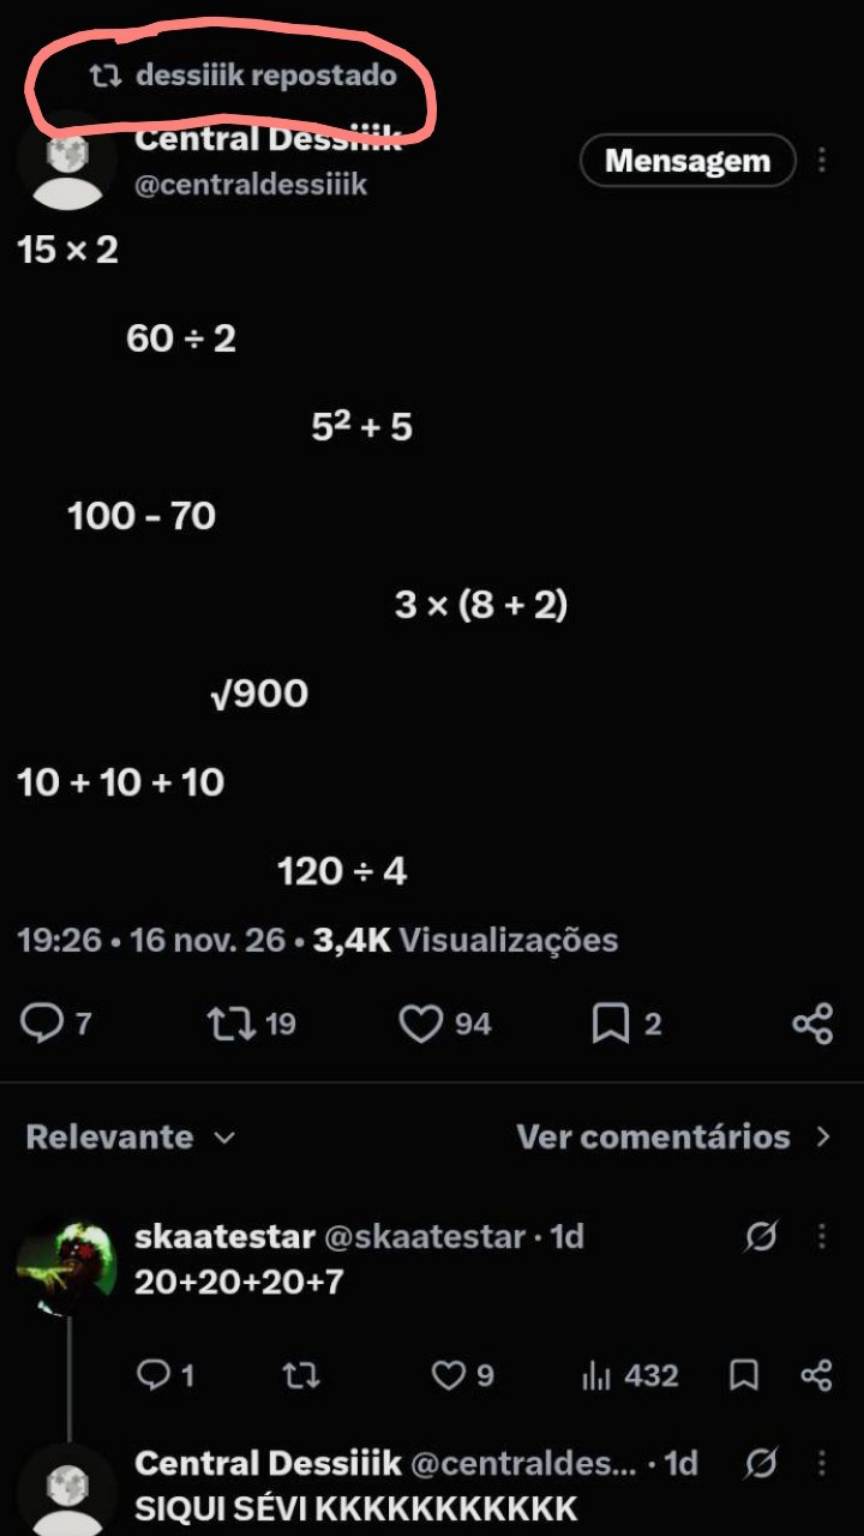 dessiiik repostado
Central Dessiiik
@centraldessiiik
Mensagem
15 × 2
60 ÷ 2
5² + 5
100 - 70
3 × (8 + 2)
√900
10 + 10 + 10
120 ÷ 4
19:26 • 16 nov. 26 • 3,4K Visualizações
7 19 94 2
Relevante Ver comentários
skaatestar @skaatestar · 1d
20+20+20+7
1 9 432
Central Dessiiik @centraldes... · 1d
SIQUI SÉVI KKKKKKKKKKK